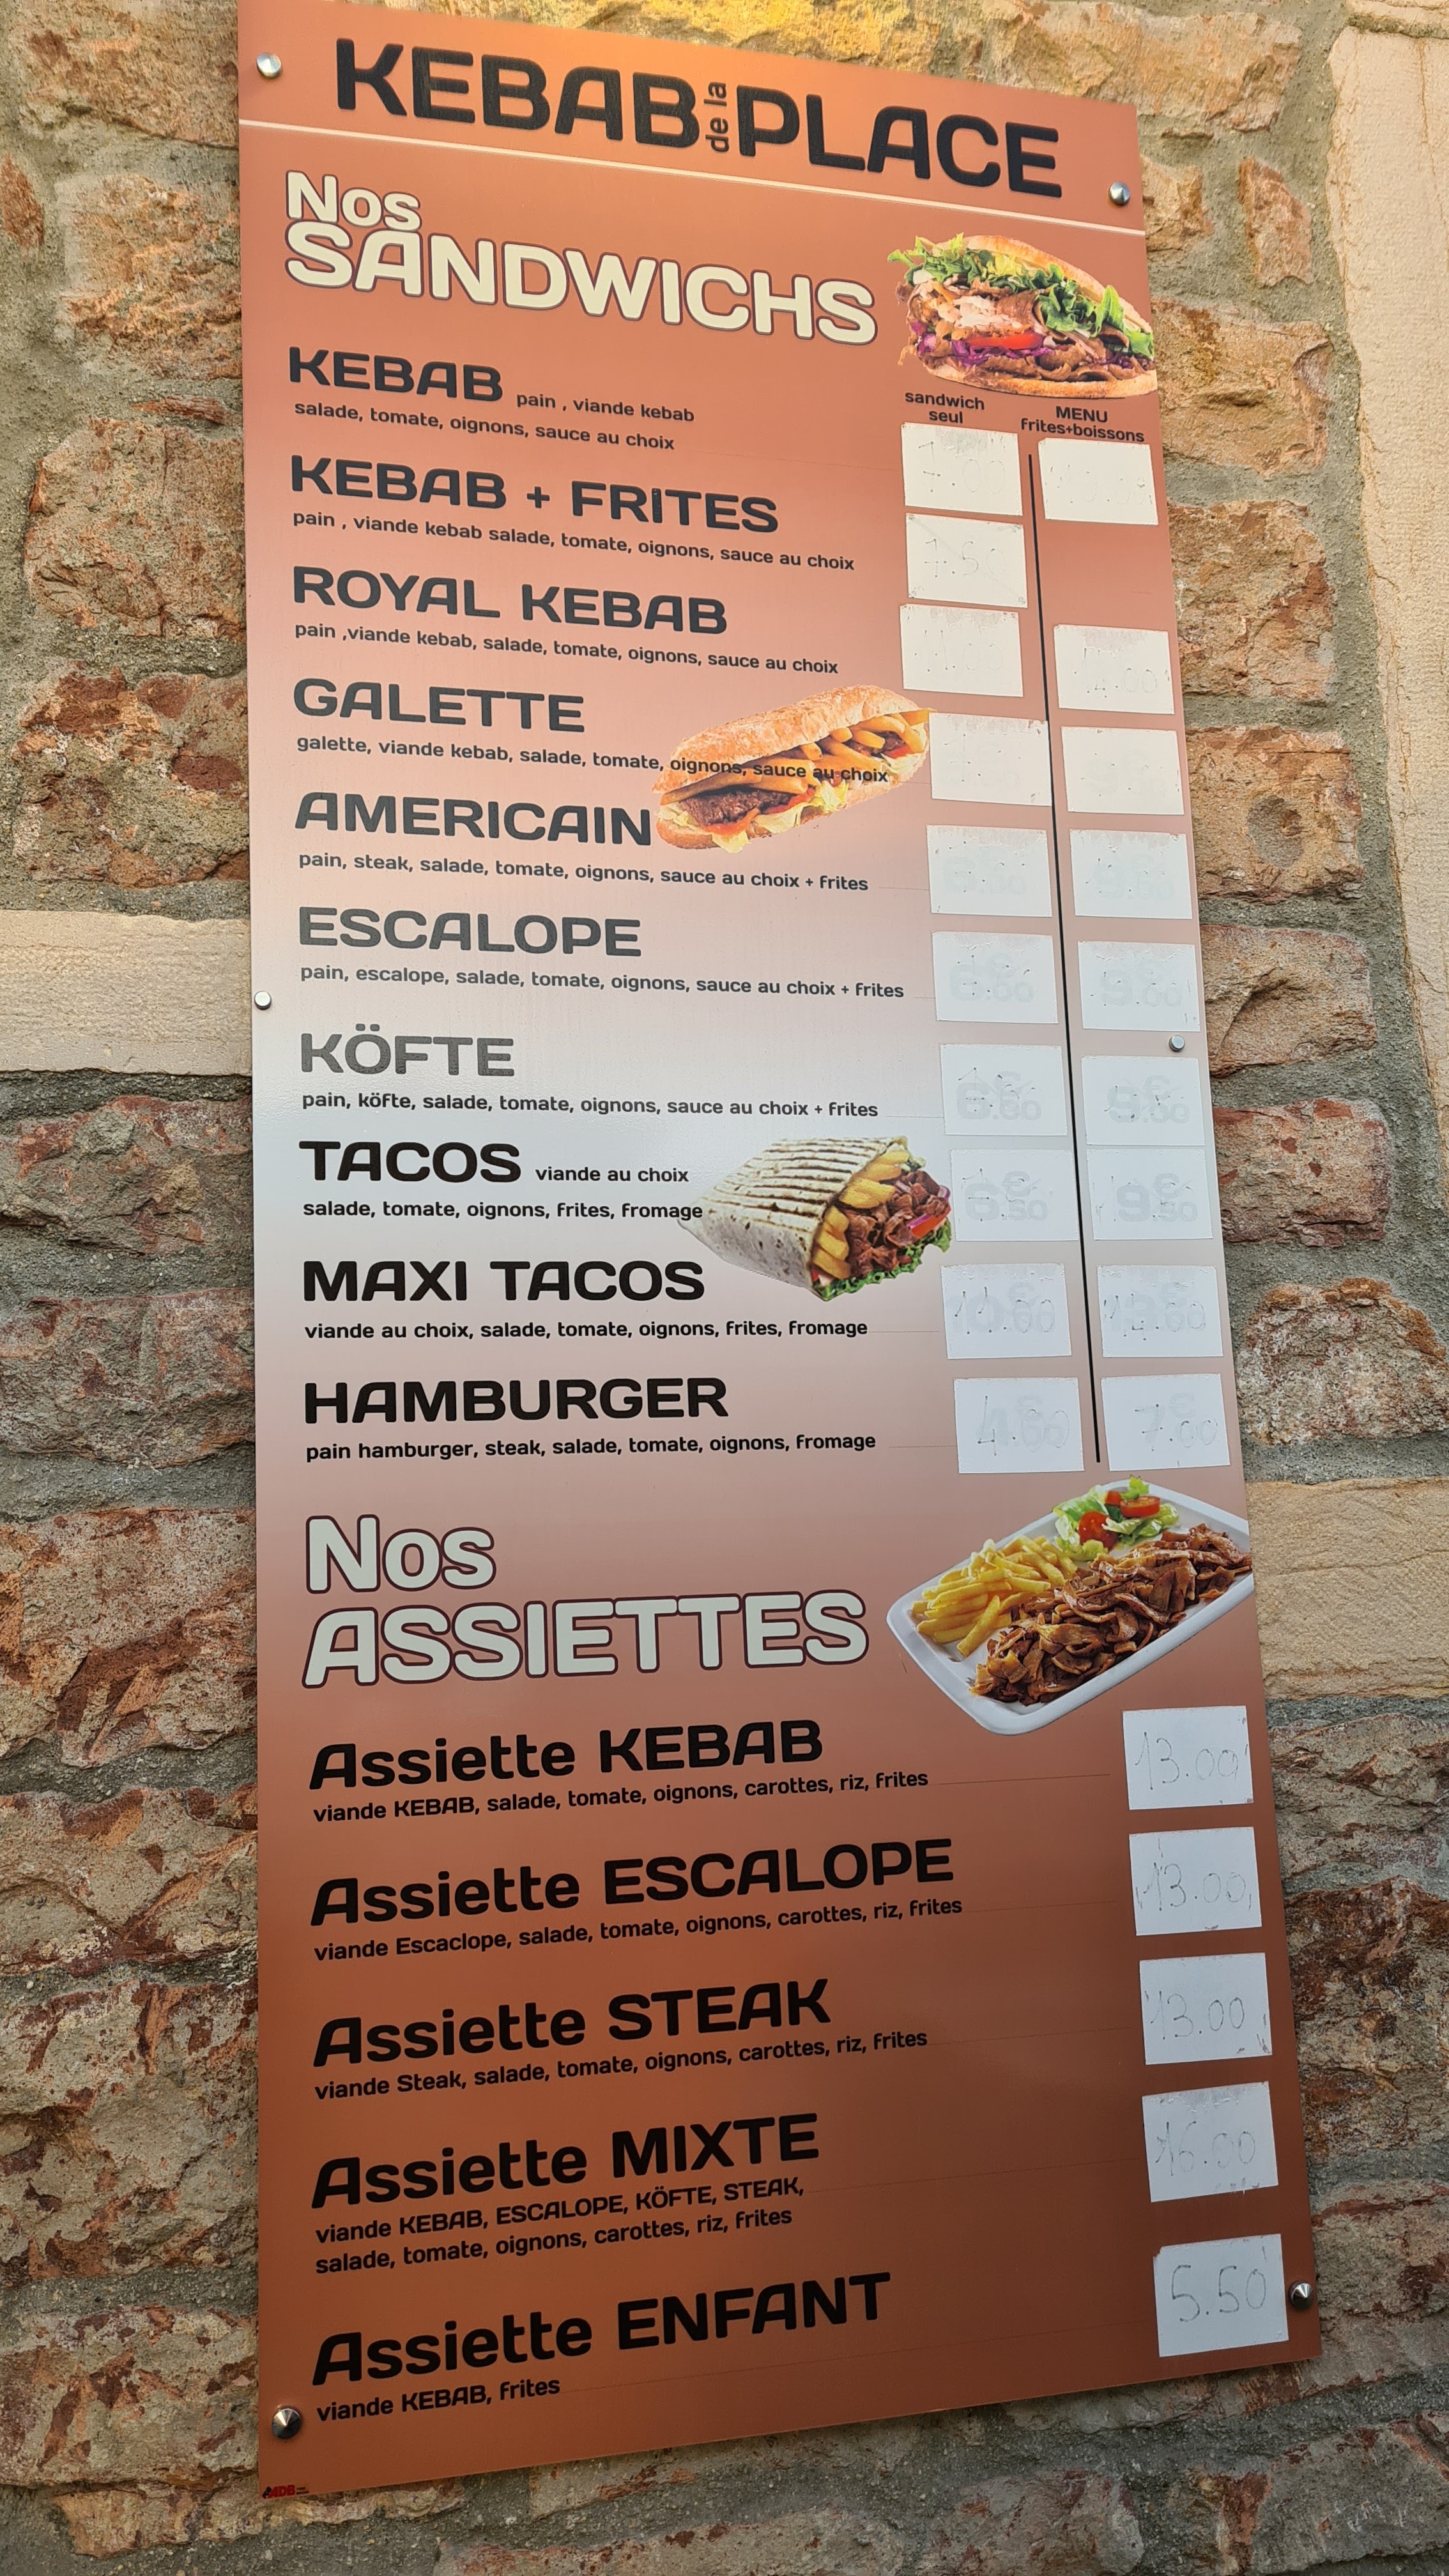 KEBAB de la PLACE
Nos
SANDWICHS
sandwich
seul
MENU
frites+boissons
KEBAB pain , viande kebab
salade, tomate, oignons, sauce au choix
7.00
KEBAB + FRITES
pain , viande kebab salade, tomate, oignons, sauce au choix
7.50
ROYAL KEBAB
pain ,viande kebab, salade, tomate, oignons, sauce au choix
GALETTE
galette, viande kebab, salade, tomate, oignons, sauce au choix
AMERICAIN
pain, steak, salade, tomate, oignons, sauce au choix + frites
ESCALOPE
pain, escalope, salade, tomate, oignons, sauce au choix + frites
KÖFTE
pain, köfte, salade, tomate, oignons, sauce au choix + frites
TACOS viande au choix
salade, tomate, oignons, frites, fromage
MAXI TACOS
viande au choix, salade, tomate, oignons, frites, fromage
HAMBURGER
pain hamburger, steak, salade, tomate, oignons, fromage
4.00 7.00
Nos
ASSIETTES
Assiette KEBAB
viande KEBAB, salade, tomate, oignons, carottes, riz, frites
13.00
Assiette ESCALOPE
viande Escaclope, salade, tomate, oignons, carottes, riz, frites
13.00
Assiette STEAK
viande Steak, salade, tomate, oignons, carottes, riz, frites
13.00
Assiette MIXTE
viande KEBAB, ESCALOPE, KÖFTE, STEAK,
salade, tomate, oignons, carottes, riz, frites
16.00
Assiette ENFANT
viande KEBAB, frites
5.50